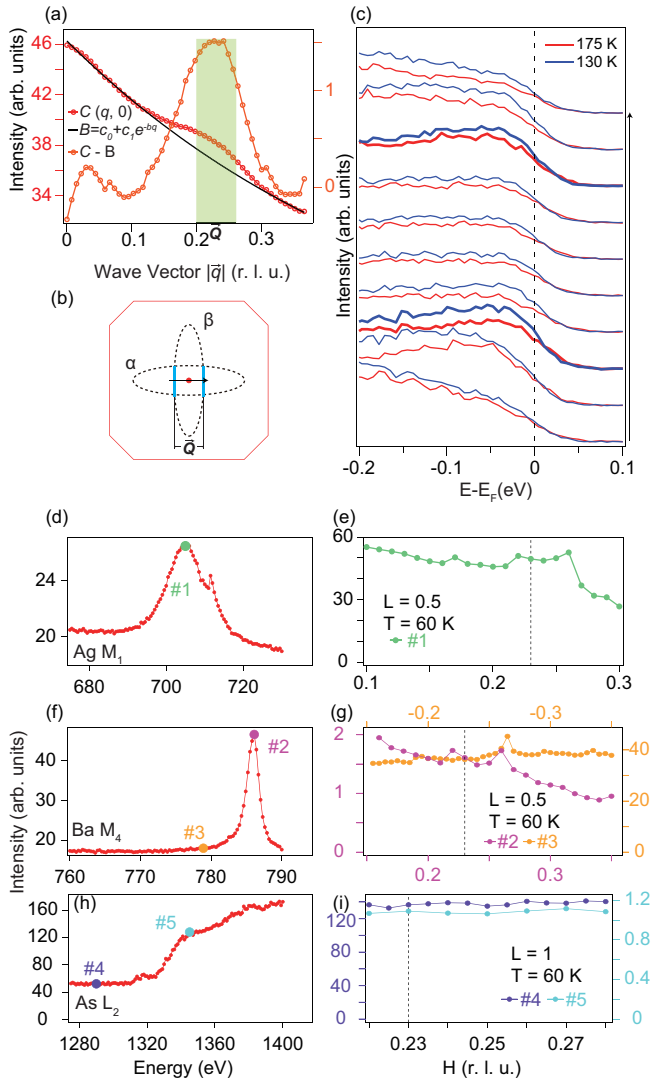 (a)
46
42
38
34
Intensity (arb. units)
C (q, 0)
B=c₀+c₁e^-bq
C - B
1
0
0
0.1
0.2
0.3
Q
Wave Vector |q⃗| (r. l. u.)
(b)
β
α
Q⃗
(c)
175 K
130 K
Intensity (arb. units)
-0.2
-0.1
0
0.1
E-E_F(eV)
(d)
24
20
#1
Ag M₁
680
700
720
(e)
60
30
0
L = 0.5
T = 60 K
#1
0.1
0.2
0.3
(f)
40
30
20
#2
#3
Ba M₄
760
770
780
790
Intensity (arb. units)
(g)
-0.2
-0.3
2
1
0
40
20
0
L = 0.5
T = 60 K
#2
#3
0.2
0.3
(h)
160
120
80
40
0
#5
#4
As L₂
1280
1320
1360
1400
Energy (eV)
(i)
120
80
40
0
1.2
0.8
0.4
0
L = 1
T = 60 K
#4
#5
0.23
0.25
0.27
H (r. l. u.)